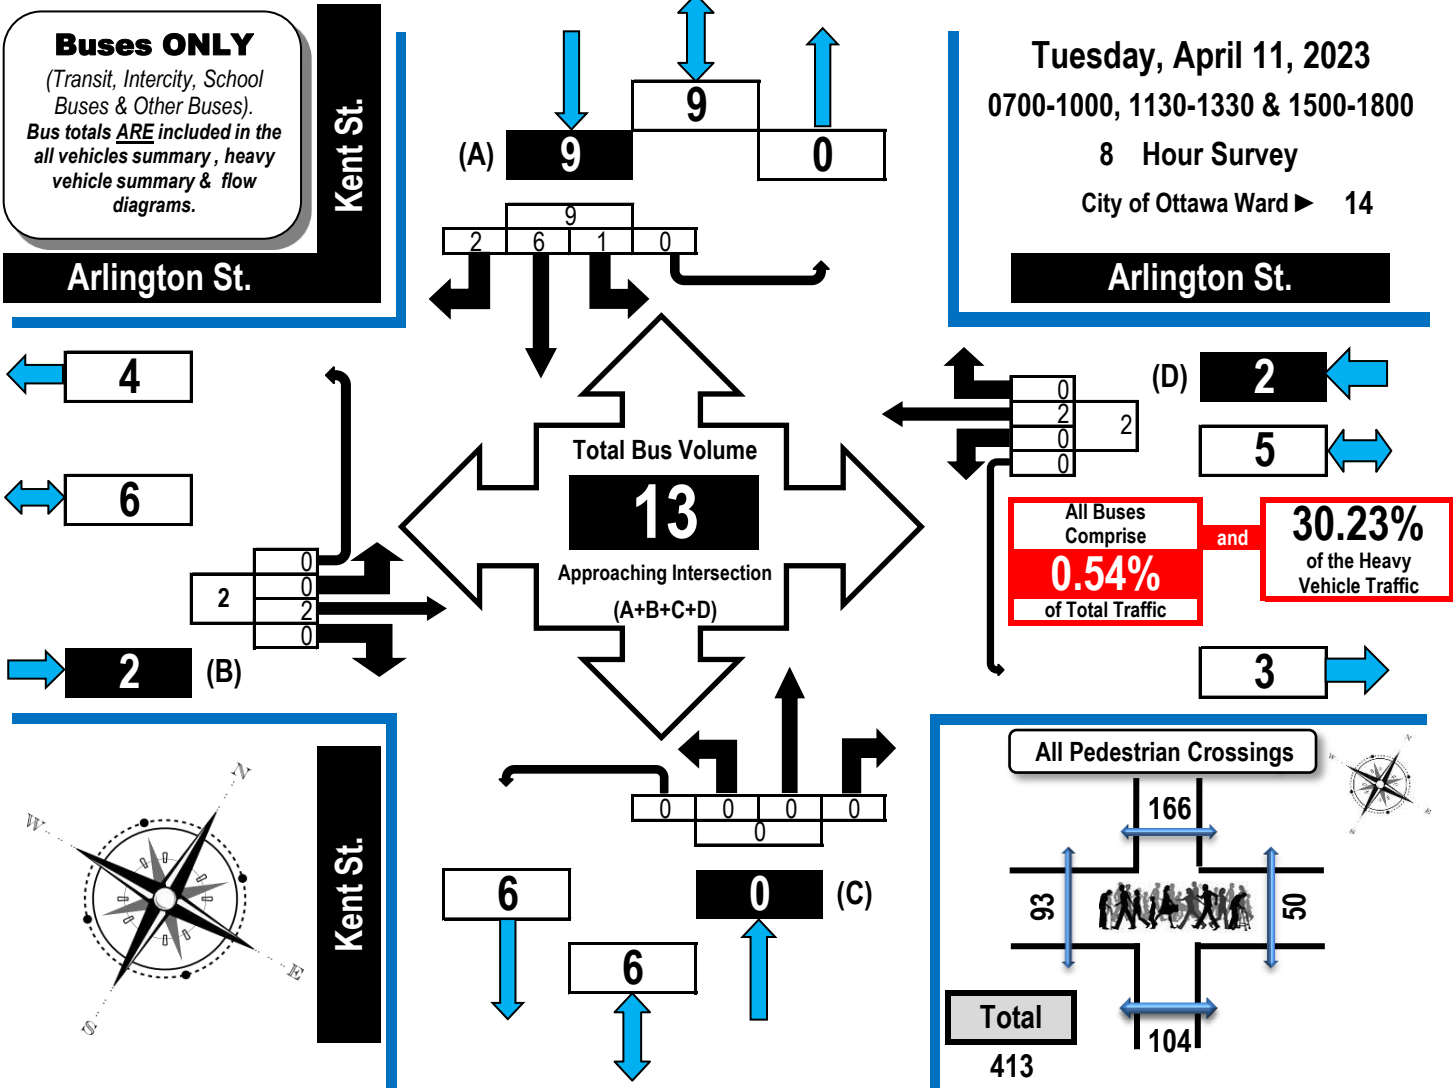 Buses ONLY
(Transit, Intercity, School
Buses & Other Buses).
Bus totals ARE included in the
all vehicles summary , heavy
vehicle summary & flow
diagrams.
Kent St.
Arlington St.
9
(A) 9
0
9
2 6 1 0
Tuesday, April 11, 2023
0700-1000, 1130-1330 & 1500-1800
8 Hour Survey
City of Ottawa Ward ► 14
Arlington St.
4
6
0
0
2
0
2
2 (B)
Total Bus Volume
13
Approaching Intersection
(A+B+C+D)
0
2
0
0
2
(D) 2
5
All Buses
Comprise
0.54%
of Total Traffic
and
30.23%
of the Heavy
Vehicle Traffic
3
N
W
E
S
Kent St.
0 0 0 0
0
6
0 (C)
6
All Pedestrian Crossings
N
W
E
S
166
93
50
104
Total
413